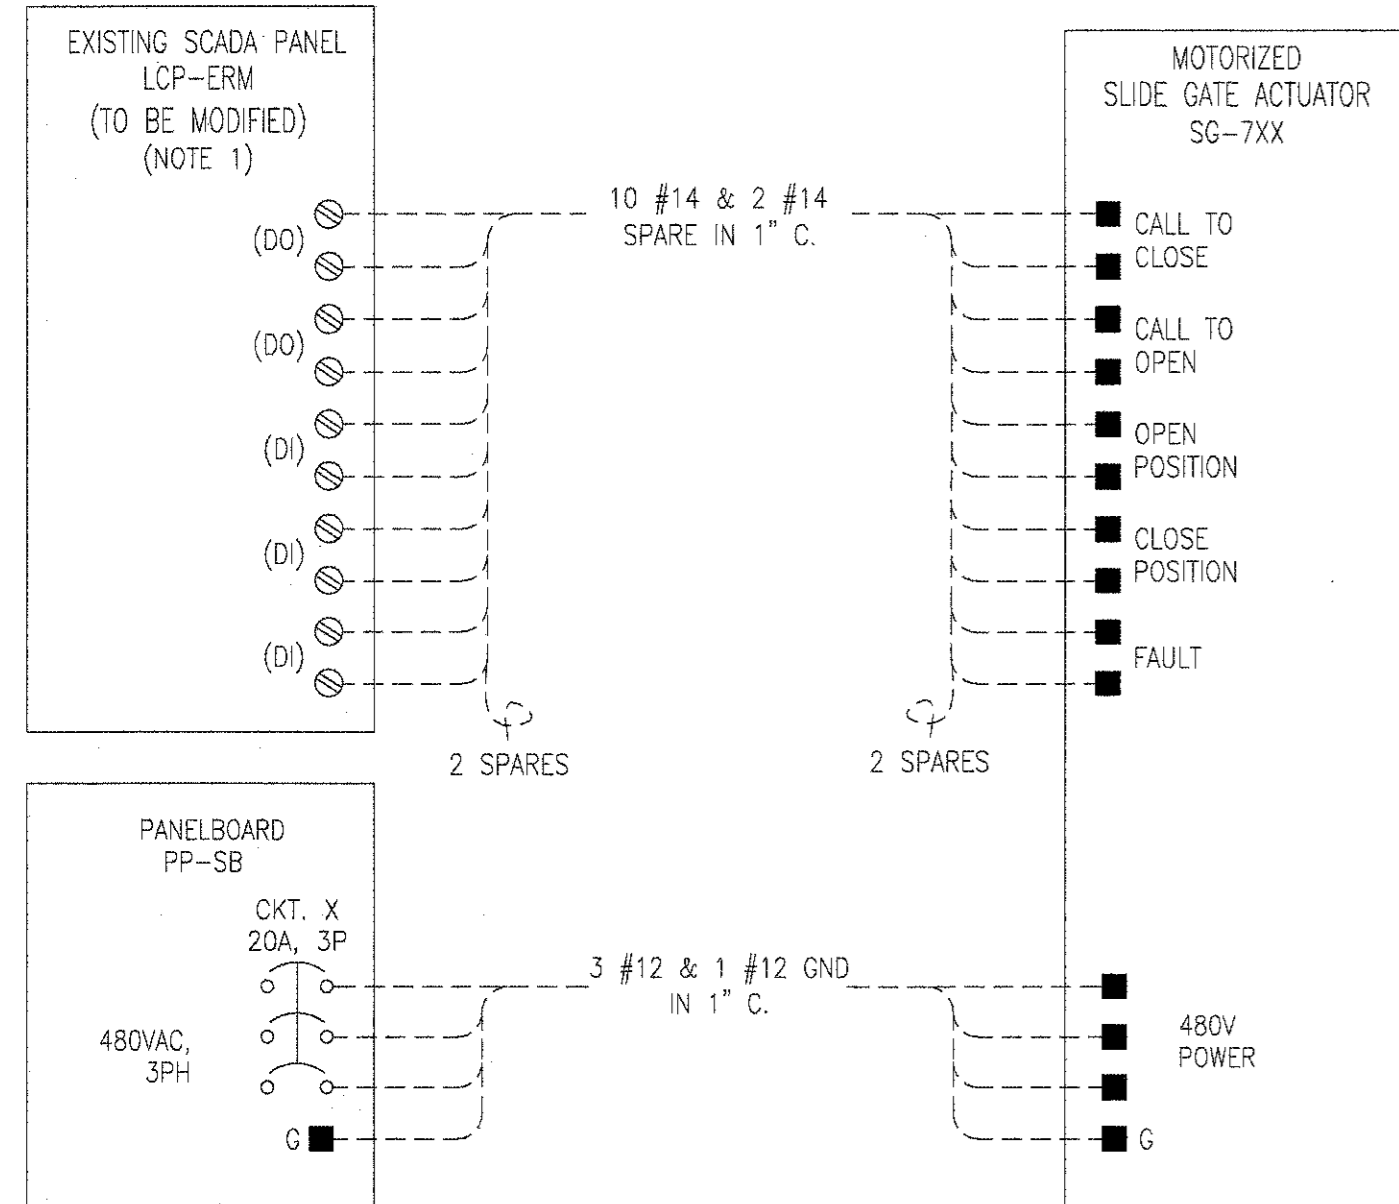 EXISTING SCADA PANEL
LCP-ERM
(TO BE MODIFIED)
(NOTE 1)
(DO)
(DO)
(DI)
(DI)
(DI)
10 #14 & 2 #14
SPARE IN 1" C.
2 SPARES
2 SPARES
MOTORIZED
SLIDE GATE ACTUATOR
SG-7XX
CALL TO
CLOSE
CALL TO
OPEN
OPEN
POSITION
CLOSE
POSITION
FAULT
PANELBOARD
PP-SB
CKT. X
20A, 3P
480VAC,
3PH
G
3 #12 & 1 #12 GND
IN 1" C.
480V
POWER
G